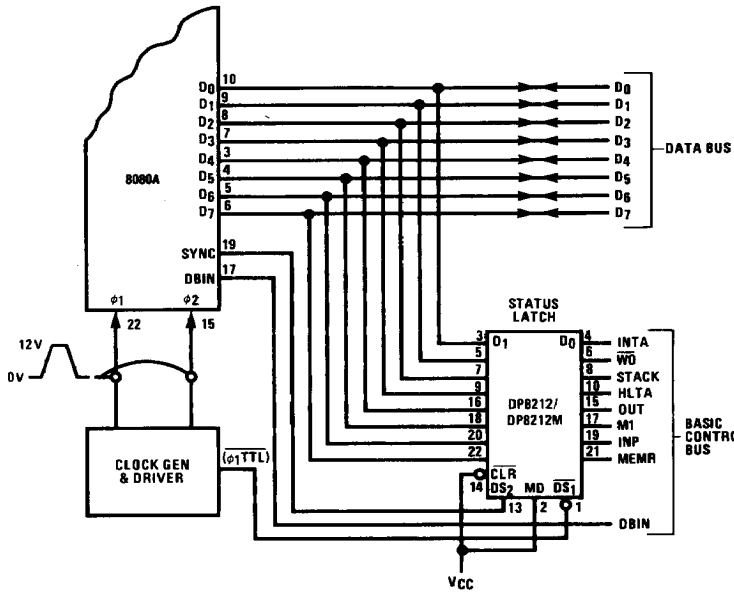 8080A
D0 10
D1 9
D2 8
D3 7
D4 3
D5 4
D6 5
D7 6
SYNC 19
DBIN 17
D0
D1
D2
D3
D4
D5
D6
D7
DATA BUS
ϕ1 ϕ2
22 15
12V
0V
CLOCK GEN
& DRIVER
(ϕ1TTL)
STATUS
LATCH
3 D1 D0 4 INTA
5 6 WO
7 8 STACK
9 10 HLTA
16 15 OUT
18 17 M1
20 19 INP
22 21 MEMR
DP8212/
DP8212M
CLR
14 DS2 MD DS1
13 2 1
BASIC
CONTRO
BUS
DBIN
VCC